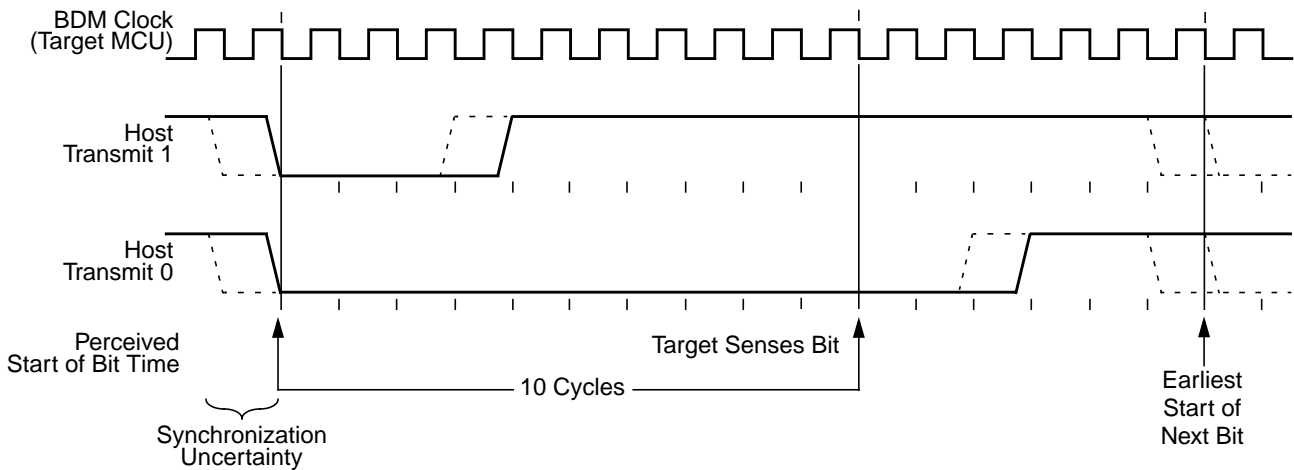 BDM Clock
(Target MCU)
Host
Transmit 1
Host
Transmit 0
Perceived
Start of Bit Time
Target Senses Bit
10 Cycles
Earliest
Start of
Next Bit
Synchronization
Uncertainty